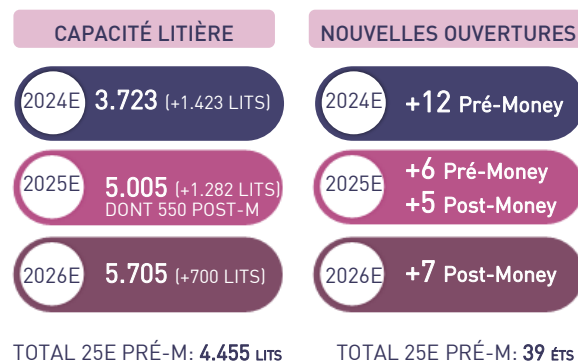 CAPACITÉ LITIÈRE
2024E 3.723 (+1.423 LITS)
2025E 5.005 (+1.282 LITS)
DONT 550 POST-M
2026E 5.705 (+700 LITS)
TOTAL 25E PRÉ-M: 4.455 LITS
NOUVELLES OUVERTURES
2024E +12 Pré-Money
2025E +6 Pré-Money
+5 Post-Money
2026E +7 Post-Money
TOTAL 25E PRÉ-M: 39 ÉTS